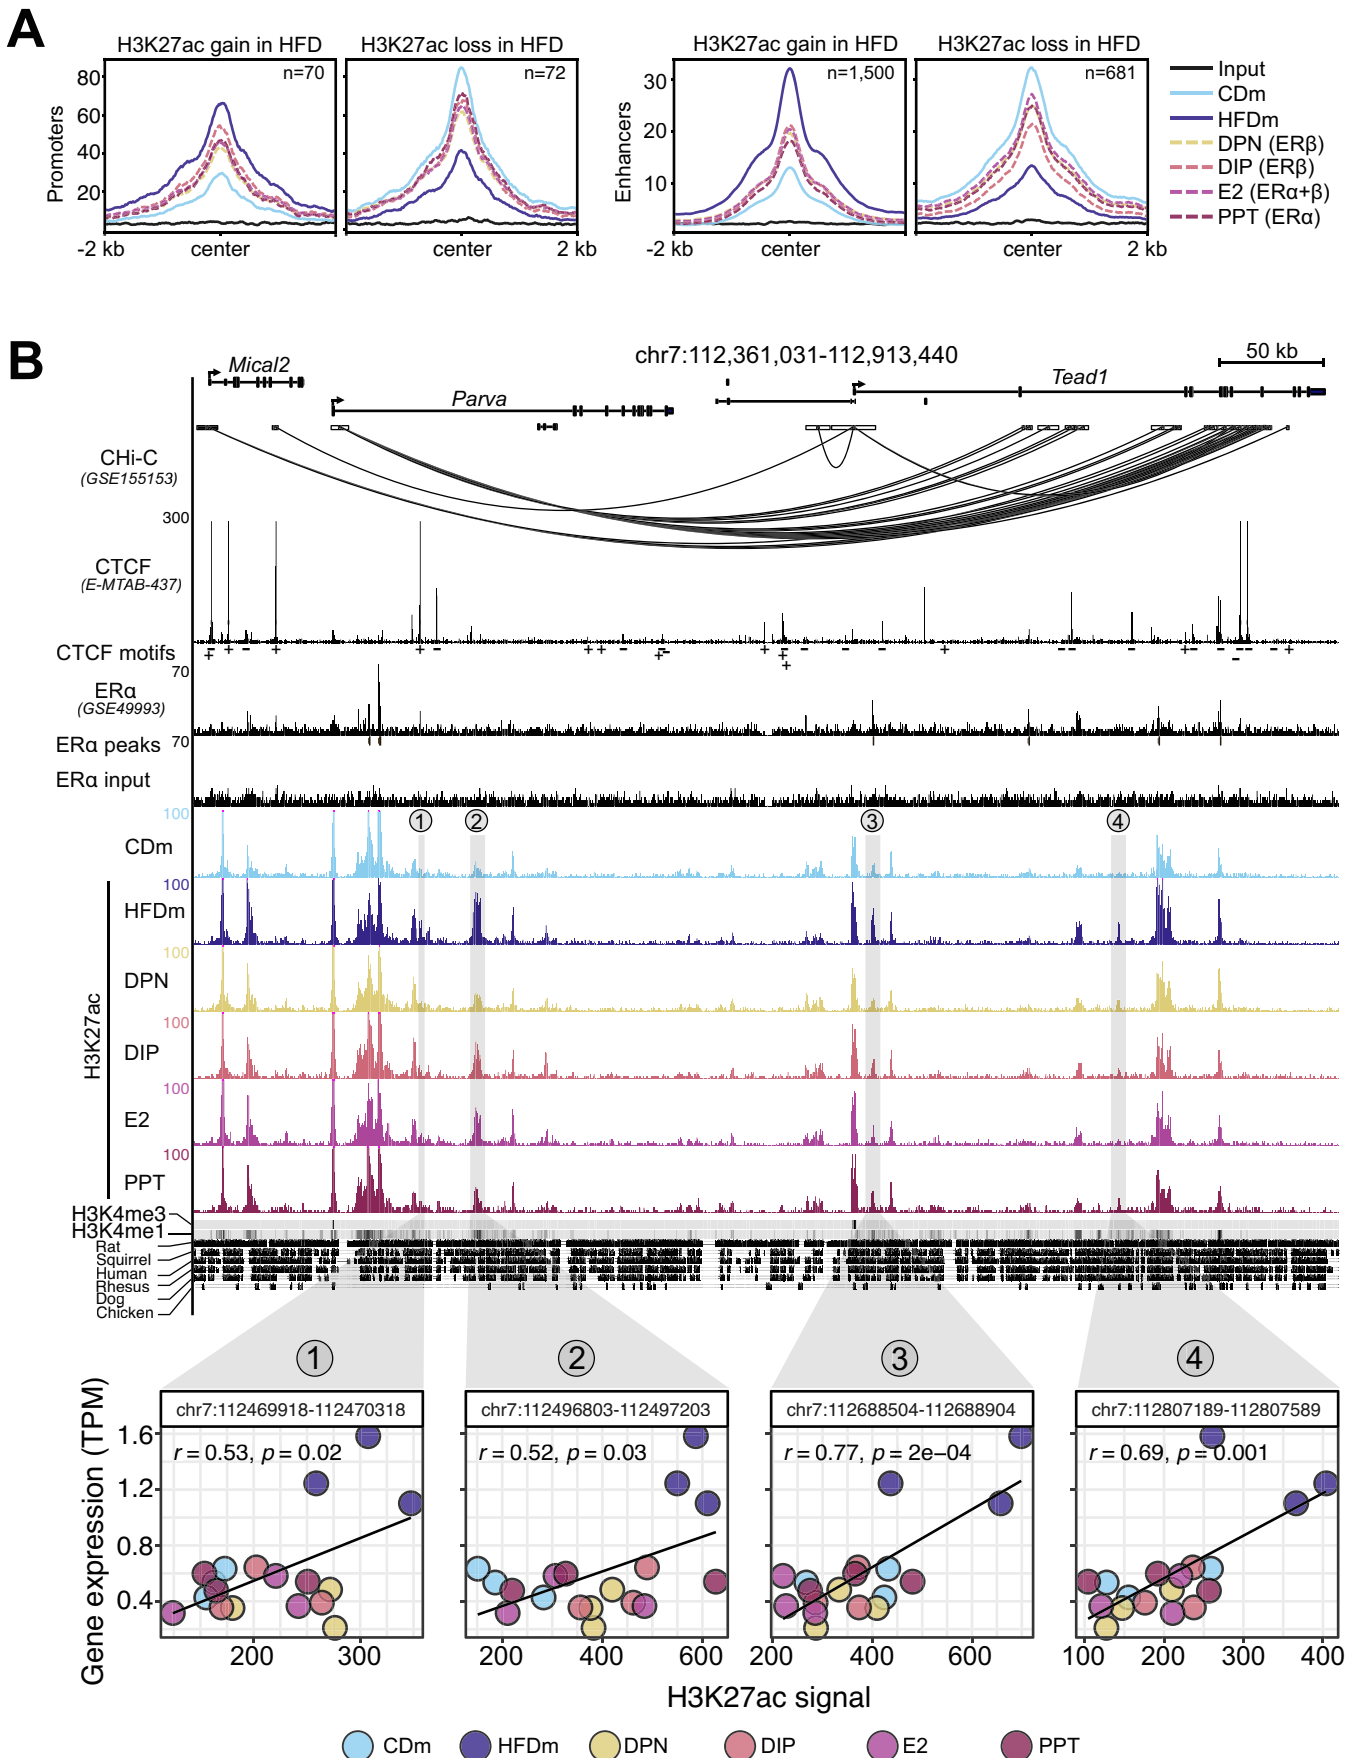 A
H3K27ac gain in HFD
H3K27ac loss in HFD
H3K27ac gain in HFD
H3K27ac loss in HFD
n=70
n=72
n=1,500
n=681
Promoters
80
60
40
20
Enhancers
30
20
10
-2 kb
center
center
2 kb
-2 kb
center
center
2 kb
Input
CDm
HFDm
DPN (ERβ)
DIP (ERβ)
E2 (ERα+β)
PPT (ERα)
B
chr7:112,361,031-112,913,440
50 kb
Mical2
Parva
Tead1
CHi-C
(GSE155153)
300
CTCF
(E-MTAB-437)
CTCF motifs
70
ERα
(GSE49993)
ERα peaks
70
ERα input
1
2
3
4
H3K27ac
100
CDm
100
HFDm
100
DPN
100
DIP
100
E2
100
PPT
H3K4me3
H3K4me1
Rat
Squirrel
Human
Rhesus
Dog
Chicken
1
2
3
4
Gene expression (TPM)
1.6
1.2
0.8
0.4
chr7:112469918-112470318
r = 0.53, p = 0.02
200
300
chr7:112496803-112497203
r = 0.52, p = 0.03
200
400
600
chr7:112688504-112688904
r = 0.77, p = 2e−04
200
400
600
chr7:112807189-112807589
r = 0.69, p = 0.001
100
200
300
400
H3K27ac signal
CDm
HFDm
DPN
DIP
E2
PPT